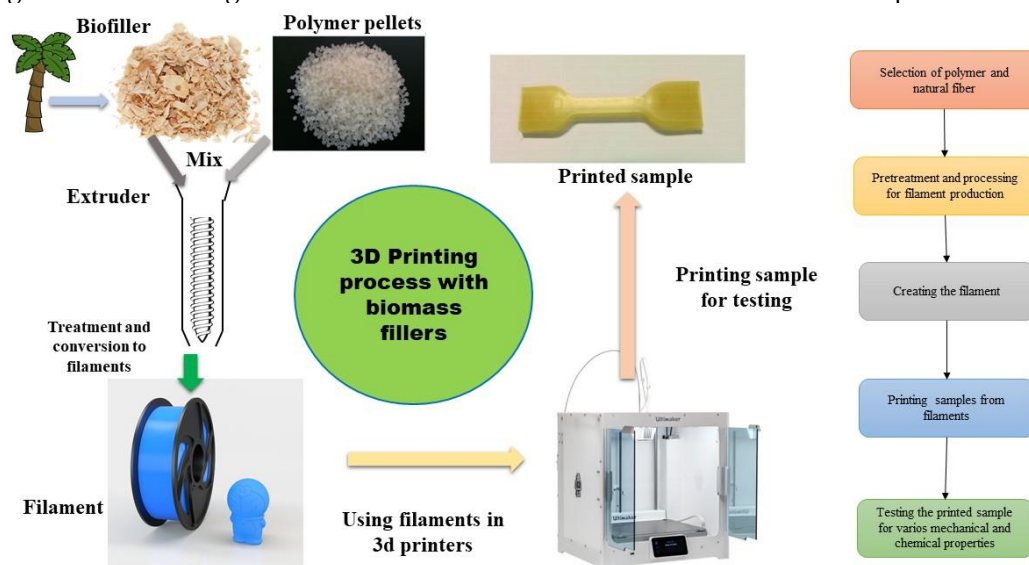 Biofiller
Polymer pellets
Mix
Extruder
Treatment and
conversion to
filaments
Filament
Using filaments in
3d printers
3D Printing
process with
biomass
fillers
Printed sample
Printing sample
for testing
Ultimaker
Ultimaker
Selection of polymer and
natural fiber
Pretreatment and processing
for filament production
Creating the filament
Printing samples from
filaments
Testing the printed sample
for varios mechanical and
chemical properties